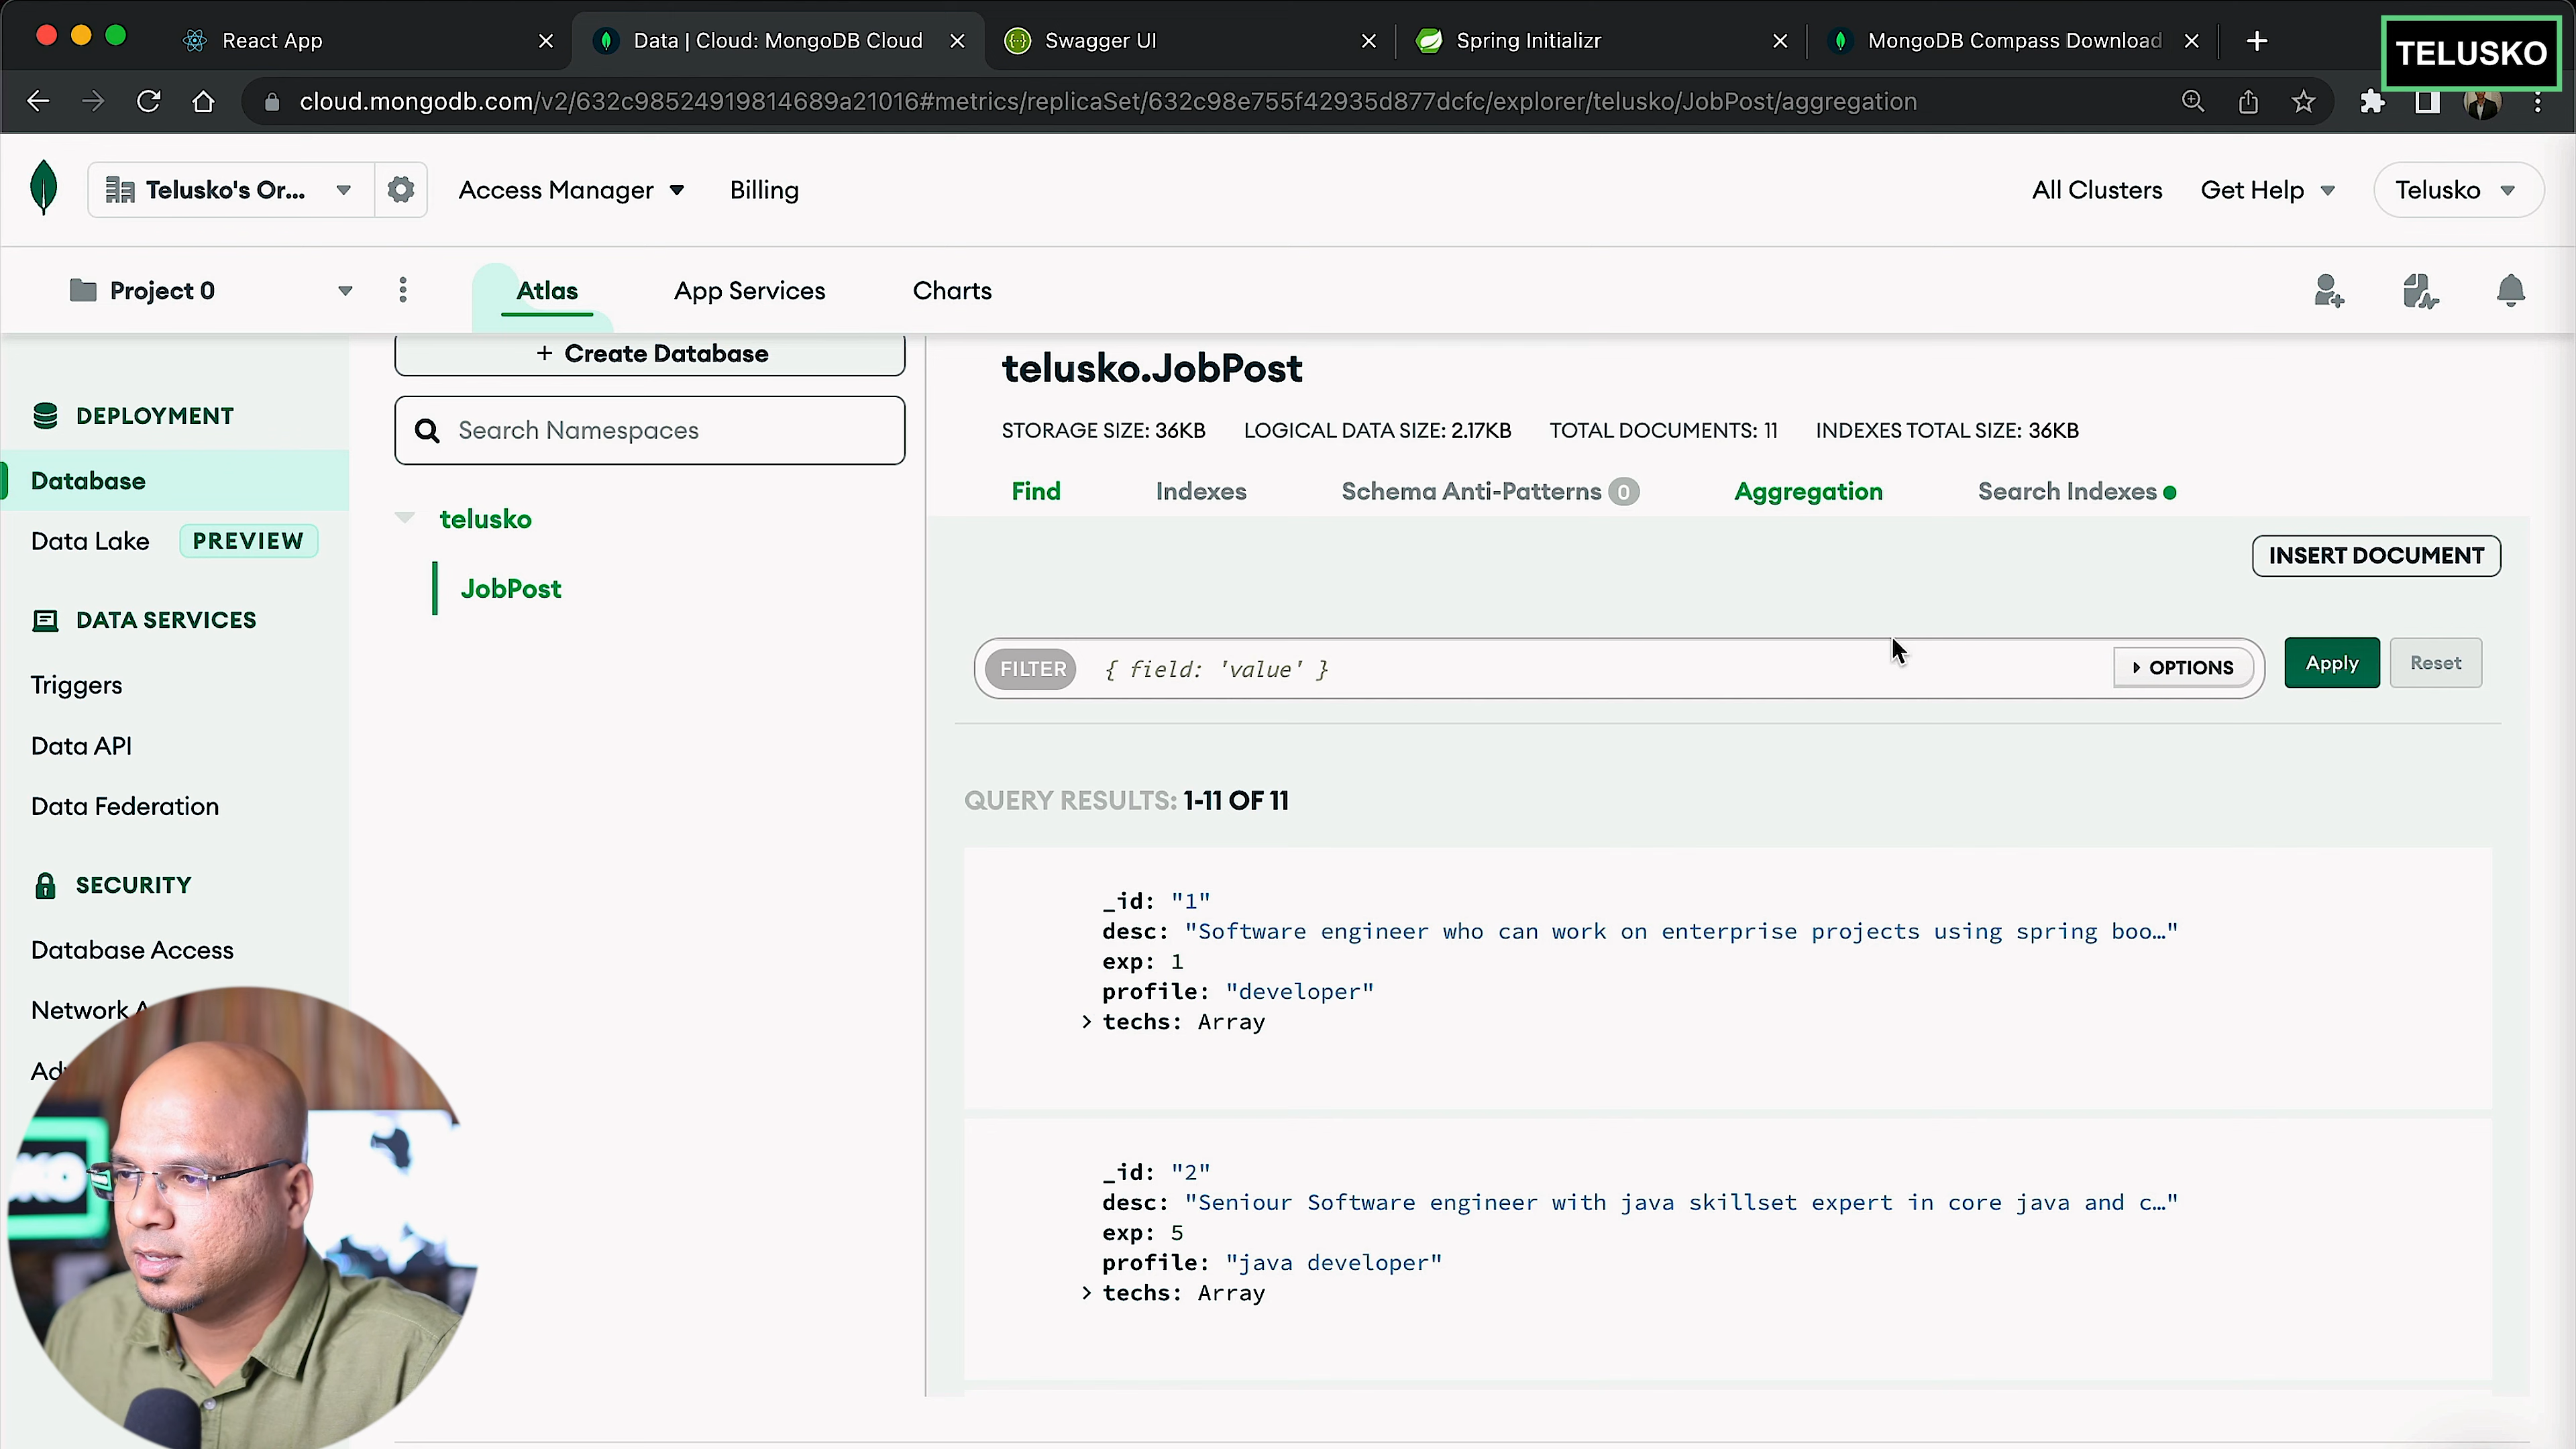 React App
Data | Cloud: MongoDB Cloud
Swagger UI
Spring Initializr
MongoDB Compass Download
TELUSKO
cloud.mongodb.com/v2/632c98524919814689a21016#metrics/replicaSet/632c98e755f42935d877dcfc/explorer/telusko/JobPost/aggregation
Telusko's Or...
Access Manager
Billing
All Clusters
Get Help
Telusko
Project 0
Atlas
App Services
Charts
DEPLOYMENT
Database
Data Lake PREVIEW
DATA SERVICES
Triggers
Data API
Data Federation
SECURITY
Database Access
Network A
Ad
+ Create Database
Search Namespaces
telusko
JobPost
telusko.JobPost
STORAGE SIZE: 36KB LOGICAL DATA SIZE: 2.17KB TOTAL DOCUMENTS: 11 INDEXES TOTAL SIZE: 36KB
Find Indexes Schema Anti-Patterns 0 Aggregation Search Indexes
INSERT DOCUMENT
FILTER { field: 'value' } OPTIONS Apply Reset
QUERY RESULTS: 1-11 OF 11
_id: "1"
desc: "Software engineer who can work on enterprise projects using spring boo…"
exp: 1
profile: "developer"
techs: Array
_id: "2"
desc: "Seniour Software engineer with java skillset expert in core java and c…"
exp: 5
profile: "java developer"
techs: Array